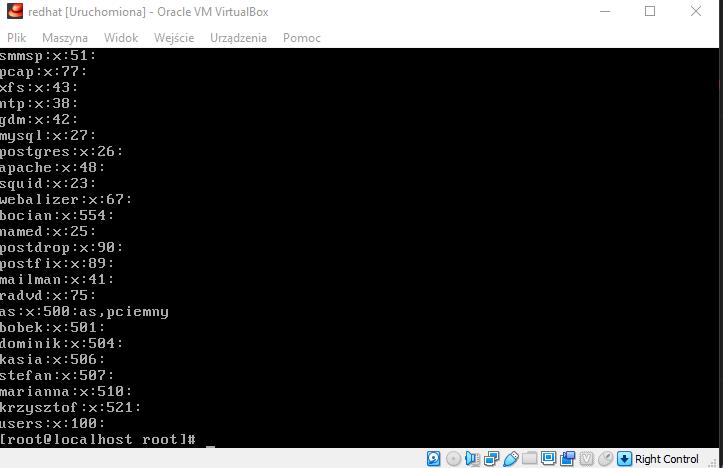 redhat [Uruchomiona] - Oracle VM VirtualBox
Plik Maszyna Widok Wejście Urządzenia Pomoc
smmsp:x:51:
pcap:x:77:
xfs:x:43:
ntp:x:38:
gdm:x:42:
mysql:x:27:
postgres:x:26:
apache:x:48:
squid:x:23:
webalizer:x:67:
bocian:x:554:
named:x:25:
postdrop:x:90:
postfix:x:89:
mailman:x:41:
radvd:x:75:
as:x:500:as,pciemny
bobek:x:501:
dominik:x:504:
kasia:x:506:
stefan:x:507:
marianna:x:510:
krzysztof:x:521:
users:x:100:
[root@localhost root]# _
Right Control